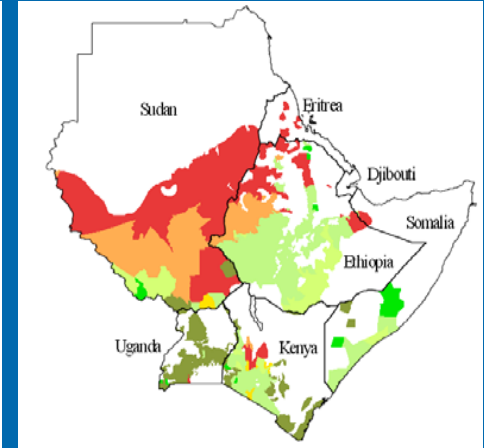 Sudan
Eritrea
Djibouti
Somalia
Ethiopia
Uganda
Kenya